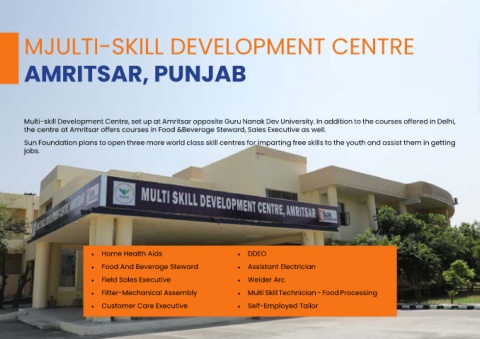 MJULTI-SKILL DEVELOPMENT CENTRE
AMRITSAR, PUNJAB
Multi-skill Development Centre, set up at Amritsar opposite Guru Nanak Dev University. In addition to the courses offered in Delhi,
the centre at Amritsar offers courses in Food &Beverage Steward, Sales Executive as well.
Sun Foundation plans to open three more world class skill centres for imparting free skills to the youth and assist them in getting
jobs.
MULTI SKILL DEVELOPMENT CENTRE, AMRITSAR
• Home Health Aids
• Food And Beverage Steward
• Field Sales Executive
• Fitter-Mechanical Assembly
• Customer Care Executive
• DDEO
• Assistant Electrician
• Welder Arc
• Multi Skill Technician - Food Processing
• Self-Employed Tailor